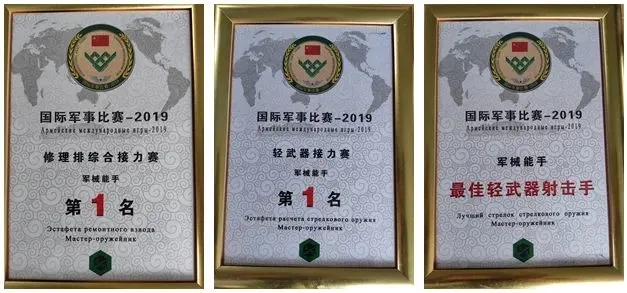 国际军事比赛-2019
Армейские международные игры-2019
修理排综合接力赛
军械能手
第1名
Эстафета ремонтного взвода
Мастер-оружейник
国际军事比赛-2019
Армейские международные игры-2019
轻武器接力赛
军械能手
第1名
Эстафета расчета стрелкового оружия
Мастер-оружейник
国际军事比赛-2019
Армейские международные игры-2019
军械能手
最佳轻武器射击手
Лучший стрелок стрелкового оружия
Мастер-оружейник